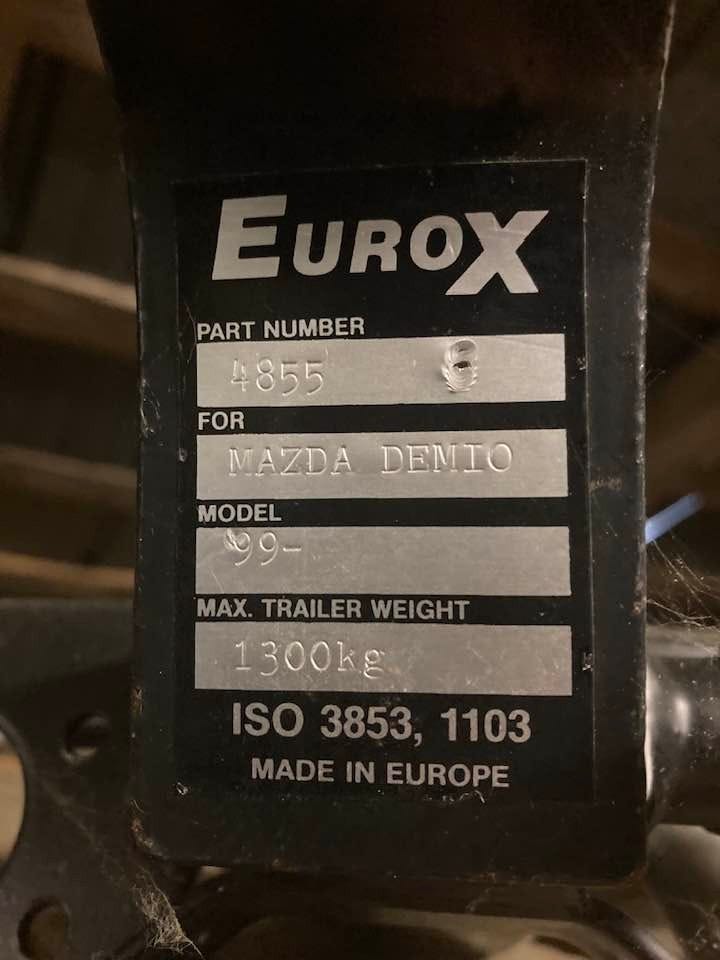 EUROX
PART NUMBER
4855
FOR
MAZDA DEMIO
MODEL
99-
MAX. TRAILER WEIGHT
1300kg
ISO 3853, 1103
MADE IN EUROPE